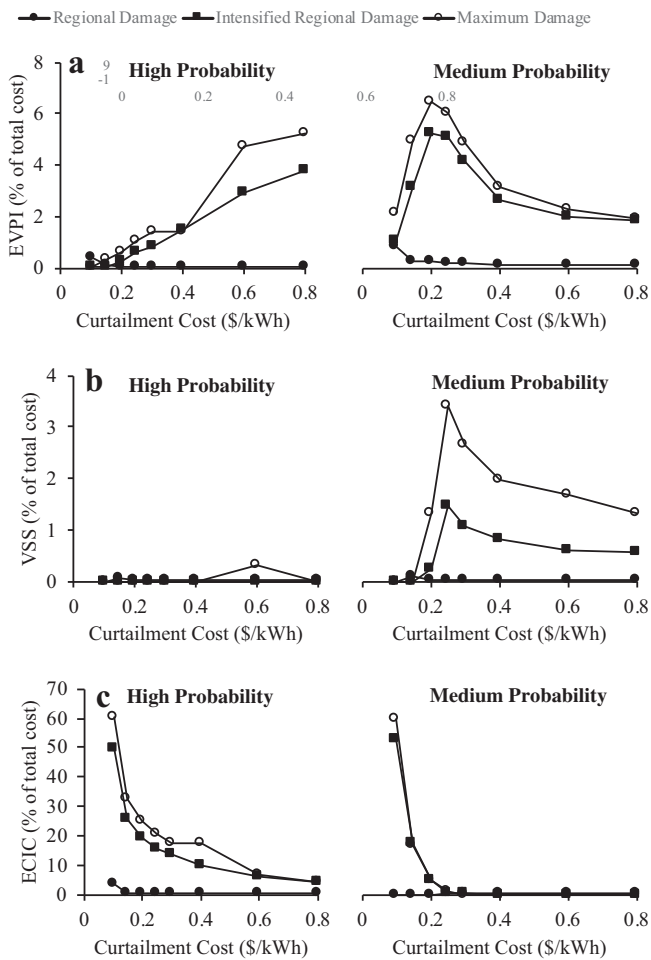 Regional Damage Intensified Regional Damage Maximum Damage
a
High Probability
Medium Probability
9
-1
0 0.2 0.4 0.6 0.8
EVPI (% of total cost)
8
6
4
2
0
0 0.2 0.4 0.6 0.8
0 0.2 0.4 0.6 0.8
Curtailment Cost ($/kWh)
Curtailment Cost ($/kWh)
b
High Probability
Medium Probability
VSS (% of total cost)
4
3
2
1
0
0 0.2 0.4 0.6 0.8
0 0.2 0.4 0.6 0.8
Curtailment Cost ($/kWh)
Curtailment Cost ($/kWh)
c
High Probability
Medium Probability
ECIC (% of total cost)
70
60
50
40
30
20
10
0
0 0.2 0.4 0.6 0.8
0 0.2 0.4 0.6 0.8
Curtailment Cost ($/kWh)
Curtailment Cost ($/kWh)